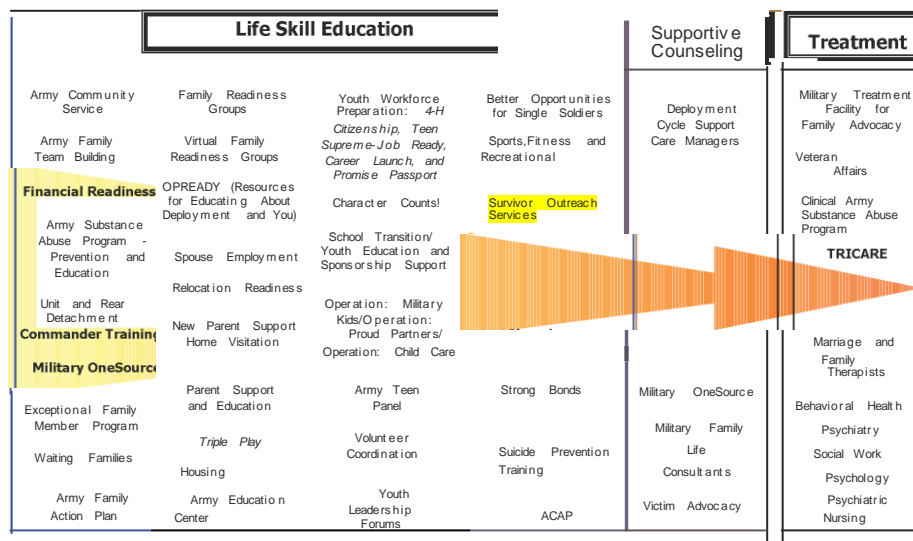 Life Skill Education
Supportive
Counseling
Treatment
Army Community
Service
Army Family
Team Building
Financial Readiness
Army Substance
Abuse Program -
Prevention and
Education
Unit and Rear
Detachment
Commander Training
Military OneSource
Exceptional Family
Member Program
Waiting Families
Army Family
Action Plan
Family Readiness
Groups
Virtual Family
Readiness Groups
OPREADY (Resources
for Educating About
Deployment and You)
Spouse Employment
Relocation Readiness
New Parent Support
Home Visitation
Parent Support
and Education
Triple Play
Housing
Army Education
Center
Youth Workforce
Preparation: 4-H
Citizenship, Teen
Supreme-Job Ready,
Career Launch, and
Promise Passport
Character Counts!
School Transition/
Youth Education and
Sponsorship Support
Operation: Military
Kids/Operation:
Proud Partners/
Operation: Child Care
Army Teen
Panel
Volunteer
Coordination
Youth
Leadership
Forums
Better Opportunities
for Single Soldiers
Sports,Fitness and
Recreational
Survivor Outreach
Services
Strong Bonds
Suicide Prevention
Training
ACAP
Deployment
Cycle Support
Care Managers
Military OneSource
Military Family
Life
Consultants
Victim Advocacy
Military Treatment
Facility for
Family Advocacy
Veteran
Affairs
Clinical Army
Substance Abuse
Program
TRICARE
Marriage and
Family
Therapists
Behavioral Health
Psychiatry
Social Work
Psychology
Psychiatric
Nursing